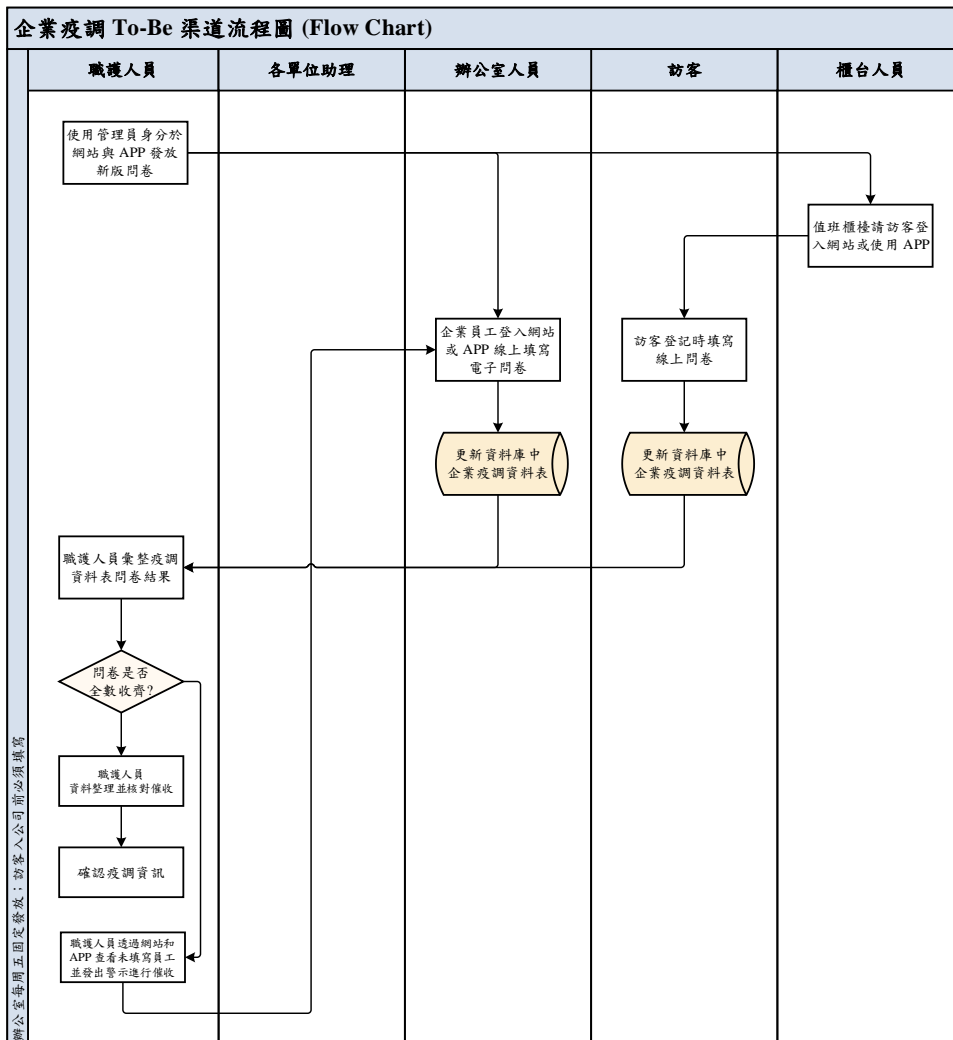 企業疫調 To-Be 渠道流程圖 (Flow Chart)
職護人員
各單位助理
辦公室人員
訪客
櫃台人員
使用管理員身分於
網站與 APP 發放
新版問卷
值班櫃檯請訪客登
入網站或使用 APP
企業員工登入網站
或 APP 線上填寫
電子問卷
訪客登記時填寫
線上問卷
更新資料庫中
企業疫調資料表
更新資料庫中
企業疫調資料表
職護人員彙整疫調
資料表問卷結果
問卷是否
全數收齊?
職護人員
資料整理並核對催收
確認疫調資訊
職護人員透過網站和
APP 查看未填寫員工
並發出警示進行催收
辦公室每周五固定發放；訪客入公司前必須填寫